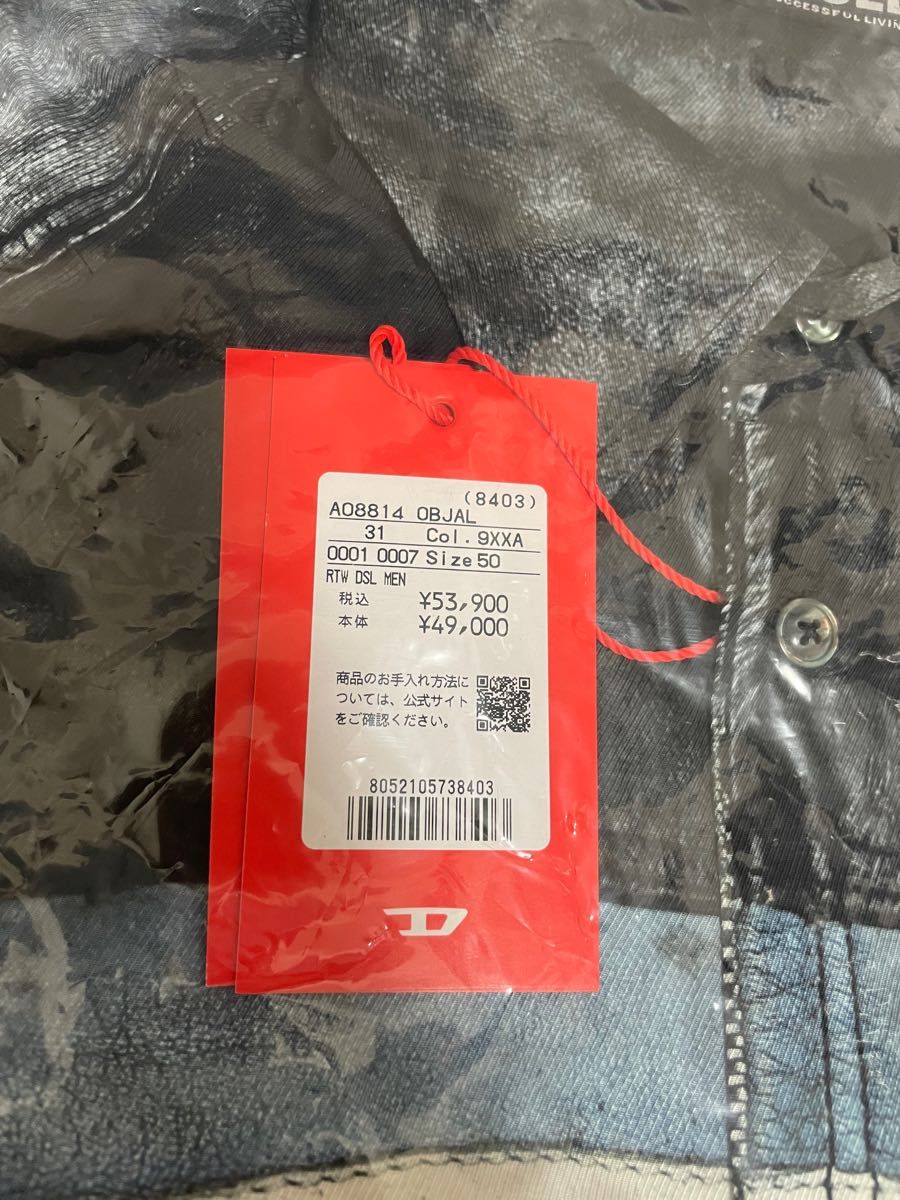 SUCCESSFUL LIVIN
(8403)
A08814 0BJAL
31 Col.9XXA
0001 0007 Size 50
RTW DSL MEN
税込 ¥53,900
本体 ¥49,000
商品のお手入れ方法に
ついては、公式サイト
をご確認ください。
8052105738403
D